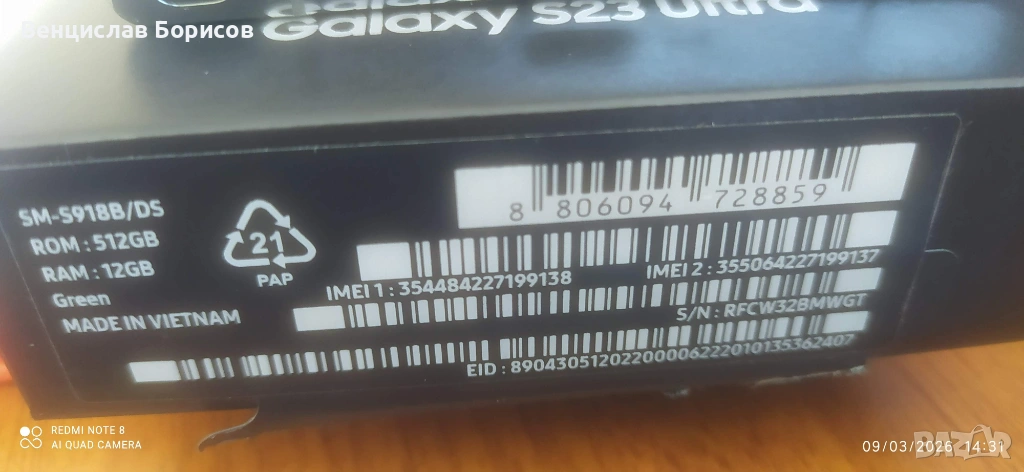 Galaxy
Galaxy S23 Ultra
Венцислав Борисов
SM-S918B/DS
ROM : 512GB
RAM : 12GB
Green
MADE IN VIETNAM
21
PAP
8 806094 728859
IMEI 1 : 354484227199138
IMEI 2 : 355064227199137
S/N : RFCW32BMWGT
EID : 89043051202200006222010135362407
REDMI NOTE 8
AI QUAD CAMERA
BAZAR
09/03/2026 14:31